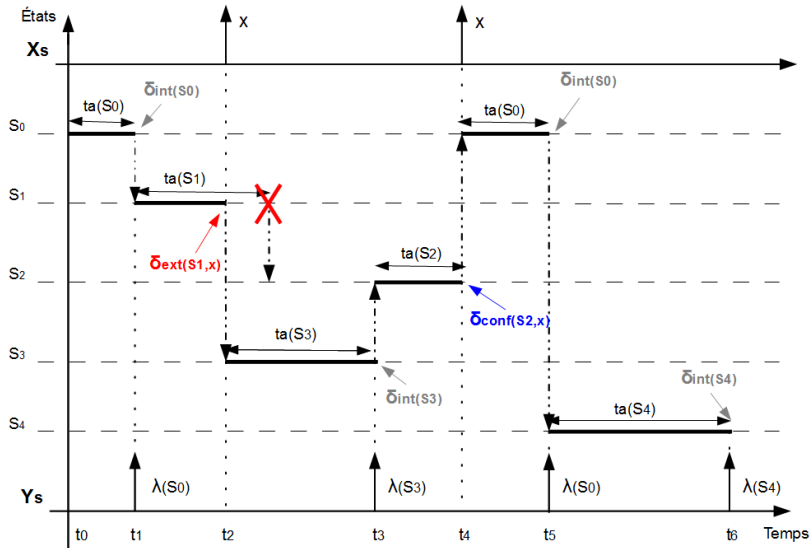 États
x x
Xs
δint(S0) ta(S0) δint(S0)
ta(S0)
S0
ta(S1)
S1
δext(S1,x) ta(S2)
S2
δconf(S2,x)
ta(S3)
S3
δint(S3) δint(S4)
ta(S4)
S4
λ(S0) λ(S3) λ(S0) λ(S4)
Ys
t0 t1 t2 t3 t4 t5 t6 Temps